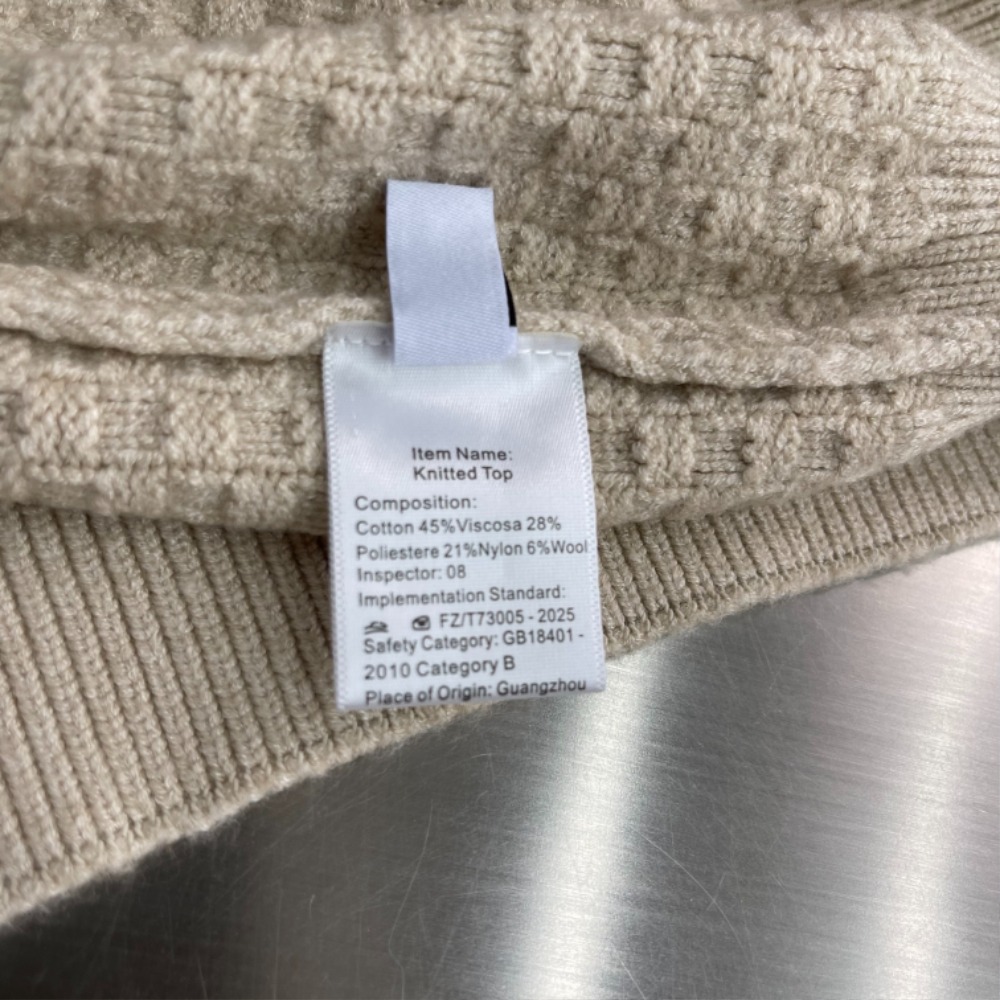 Item Name:
Knitted Top
Composition:
Cotton 45%Viscosa 28%
Poliestere 21%Nylon 6%Wool
Inspector: 08
Implementation Standard:
FZ/T73005 - 2025
Safety Category: GB18401 -
2010 Category B
Place of Origin: Guangzhou